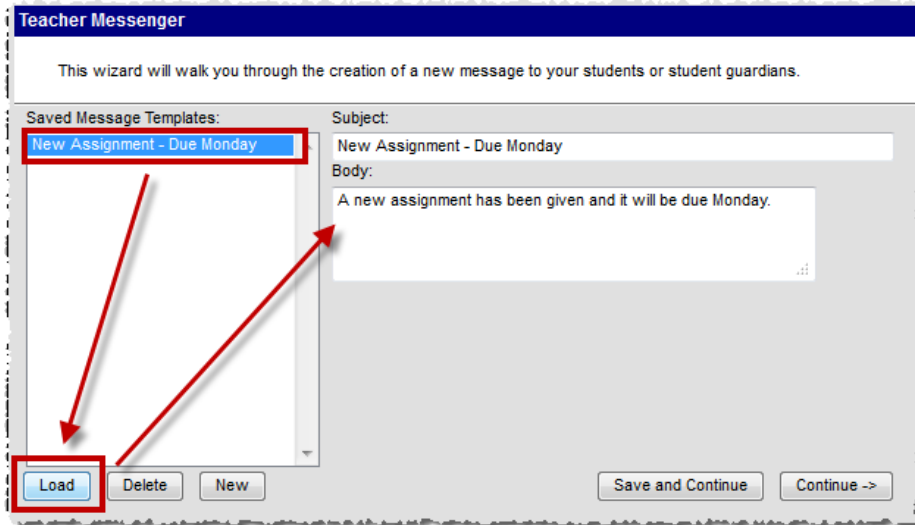 Teacher Messenger
This wizard will walk you through the creation of a new message to your students or student guardians.
Saved Message Templates:
New Assignment - Due Monday
Subject:
New Assignment - Due Monday
Body:
A new assignment has been given and it will be due Monday.
Load
Delete
New
Save and Continue
Continue ->